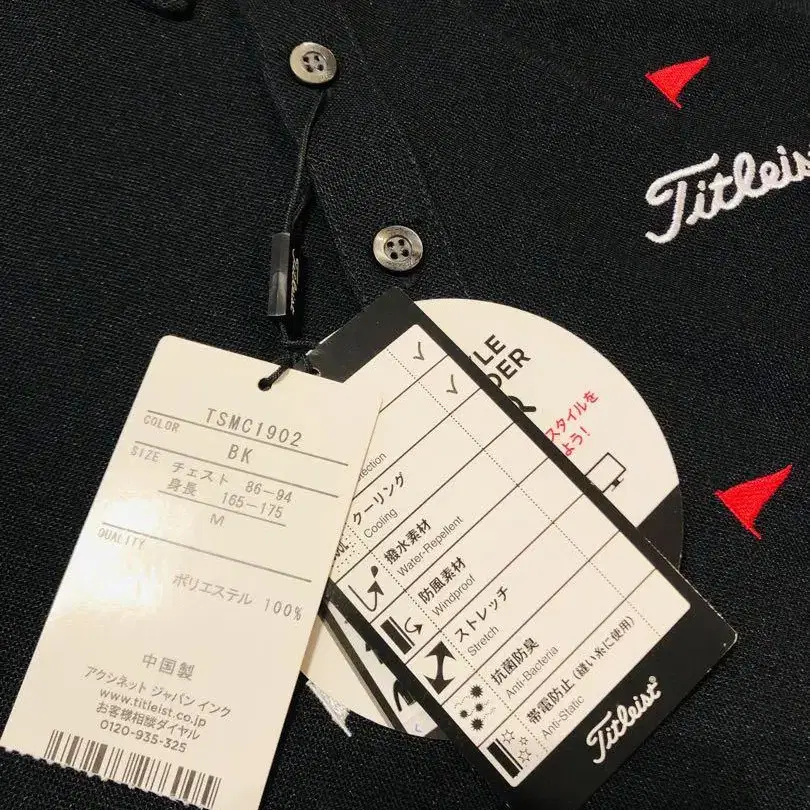 Titleist
TSMC1902
COLOR
BK
SIZE
チェスト 86-94
身長 165-175
M
QUALITY
ポリエステル 100%
中国製
アクシネット ジャパン インク
www.titleist.co.jp
お客様相談ダイヤル
0120-935-325
クーリング
Cooling
撥水素材
Water-Repellent
防風素材
Windproof
ストレッチ
Stretch
抗菌防臭
Anti-Bacteria
帯電防止(縫い糸に使用)
Anti-Static
Titleist
スタイルを
よう!